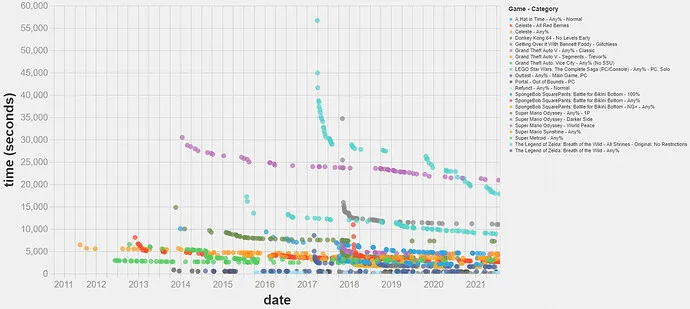 60,000
55,000
50,000
45,000
40,000
35,000
30,000
25,000
20,000
15,000
10,000
5,000
0
time (seconds)
2011 2012 2013 2014 2015 2016 2017 2018 2019 2020 2021
date
Game - Category
A Hat in Time - Any% - Normal
Celeste - All Red Berries
Celeste - Any%
Donkey Kong 64 - No Levels Early
Getting Over It With Bennett Foddy - Glitchless
Grand Theft Auto V - Any% - Classic
Grand Theft Auto V - Segments - Trevor%
Grand Theft Auto: Vice City - Any% (No SSU)
LEGO Star Wars: The Complete Saga (PC/Console) - Any% - PC, Solo
Outlast - Any% - Main Game, PC
Portal - Out of Bounds - PC
Refunct - Any% - Normal
SpongeBob SquarePants: Battle for Bikini Bottom - 100%
SpongeBob SquarePants: Battle for Bikini Bottom - Any%
SpongeBob SquarePants: Battle for Bikini Bottom - NG+ - Any%
Super Mario Odyssey - Any% - 1P
Super Mario Odyssey - Darker Side
Super Mario Odyssey - World Peace
Super Mario Sunshine - Any%
Super Metroid - Any%
The Legend of Zelda: Breath of the Wild - All Shrines - Original, No Restrictions
The Legend of Zelda: Breath of the Wild - Any%